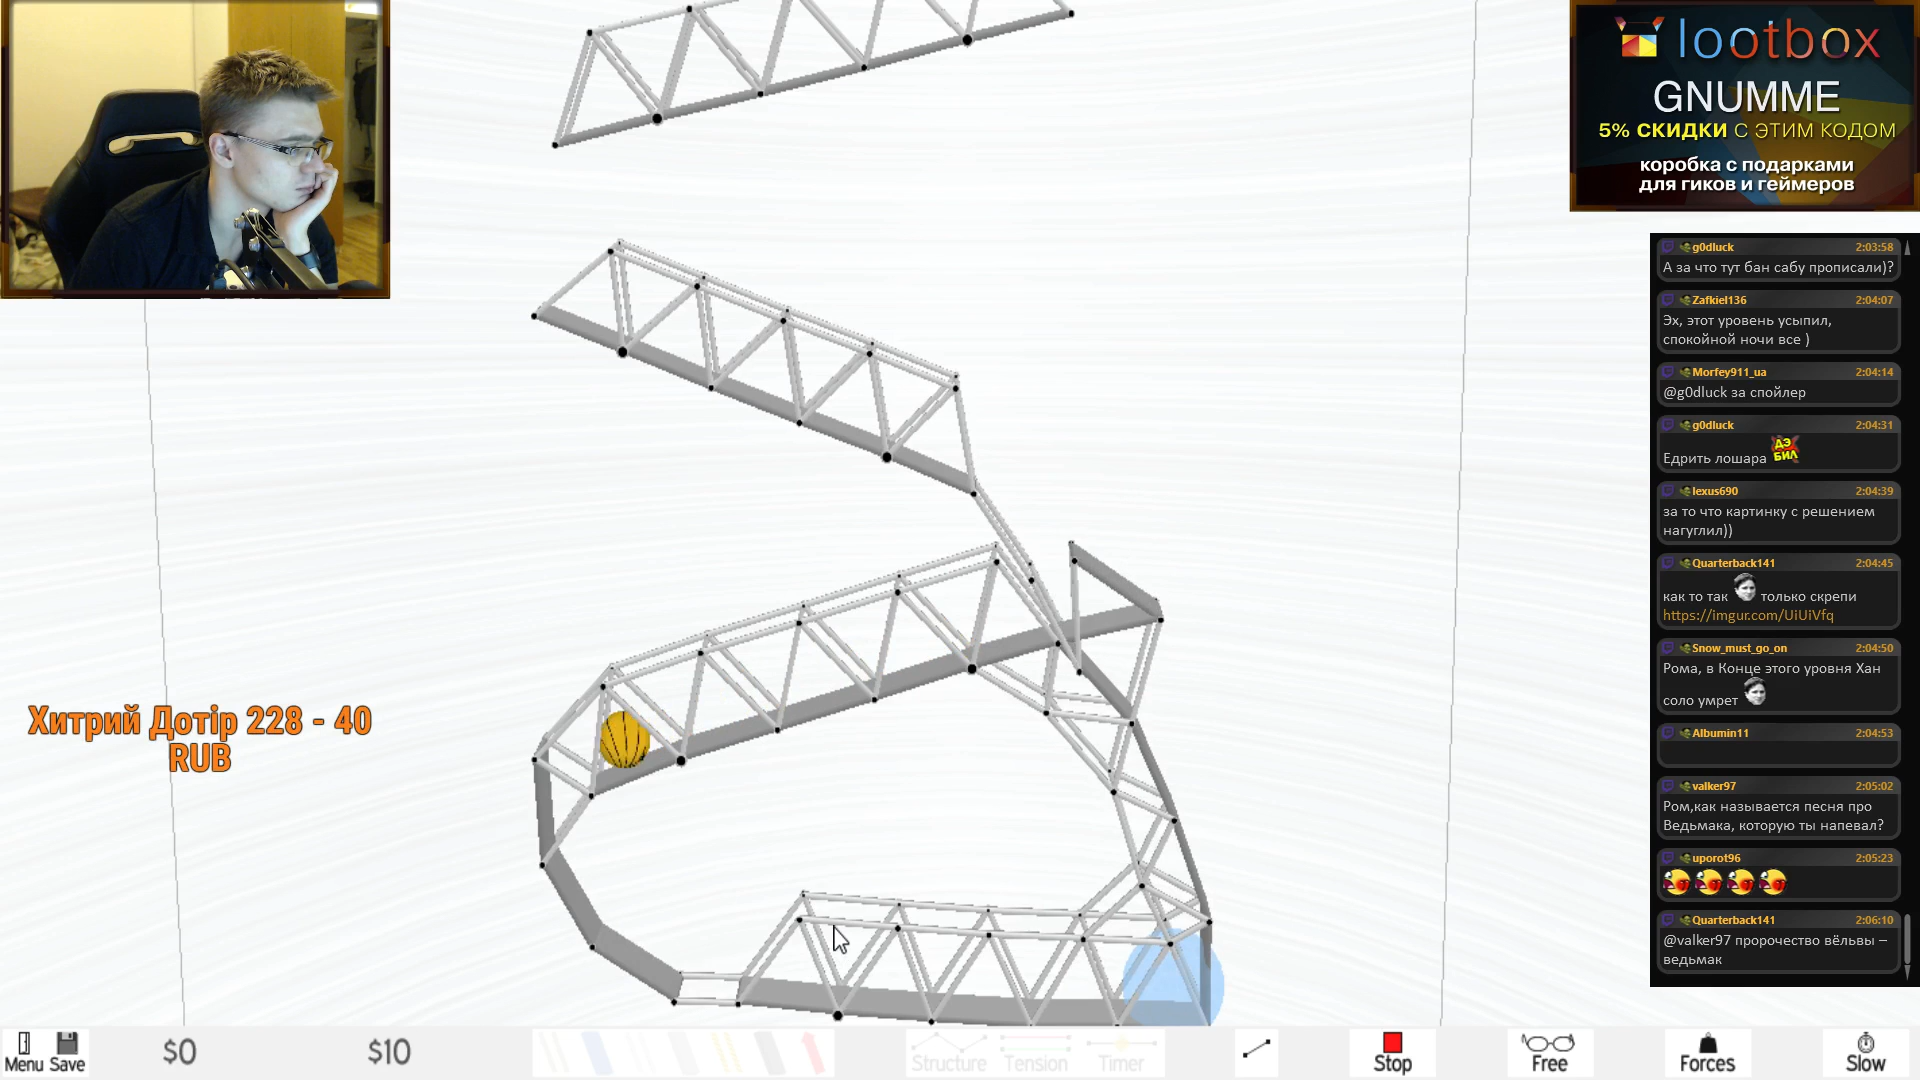 lootbox
GNUMME
5% СКИДКИ С ЭТИМ КОДОМ
коробка с подарками
для гиков и геймеров
g0dluck 2:03:58
А за что тут бан сабу прописали)?
Zafkiel136 2:04:07
Эх, этот уровень усыпил,
спокойной ночи все )
Morfey911_ua 2:04:14
@g0dluck за спойлер
g0dluck 2:04:31
Едрить лошара ДЭ
БИЛ
lexus690 2:04:39
за то что картинку с решением
нагуглил))
Quarterback141 2:04:45
как то так только скрепи
https://imgur.com/UiUiVfq
Snow_must_go_on 2:04:50
Рома, в Конце этого уровня Хан
соло умрет
Albumin11 2:04:53
valker97 2:05:02
Ром,как называется песня про
Ведьмака, которую ты напевал?
uporot96 2:05:23
Quarterback141 2:06:10
@valker97 пророчество вёльвы –
ведьмак
Хитрий Дотір 228 - 40
RUB
Menu Save
$0
$10
Structure
Tension
Timer
Stop
Free
Forces
Slow